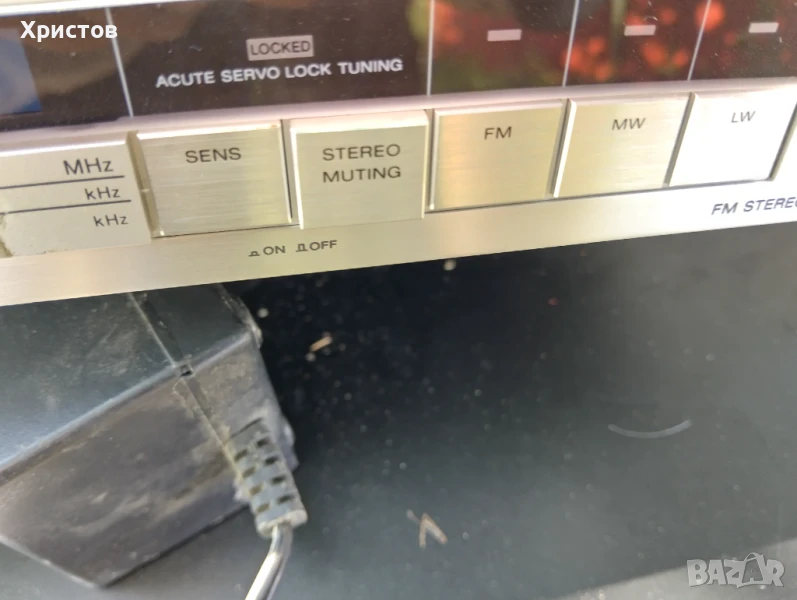 Христов
LOCKED
ACUTE SERVO LOCK TUNING
MHz
kHz
kHz
SENS
STEREO
MUTING
FM
MW
LW
ON OFF
FM STEREO
BAZAR